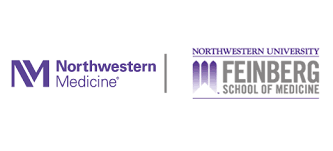 Northwestern
Medicine®
NORTHWESTERN UNIVERSITY
FEINBERG
SCHOOL OF MEDICINE